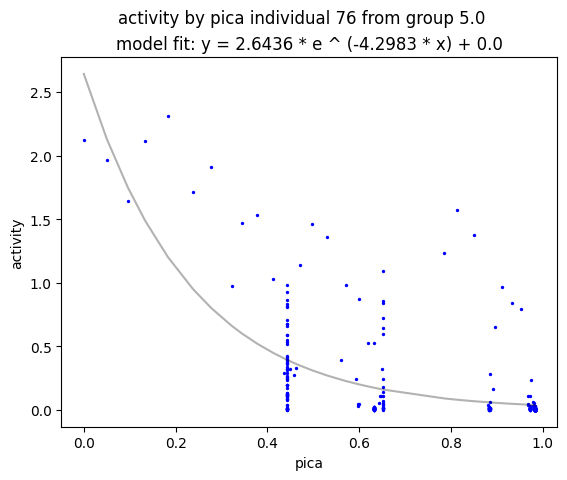 activity by pica individual 76 from group 5.0
model fit: y = 2.6436 * e ^ (-4.2983 * x) + 0.0
2.5
2.0
1.5
1.0
0.5
0.0
activity
0.0 0.2 0.4 0.6 0.8 1.0
pica